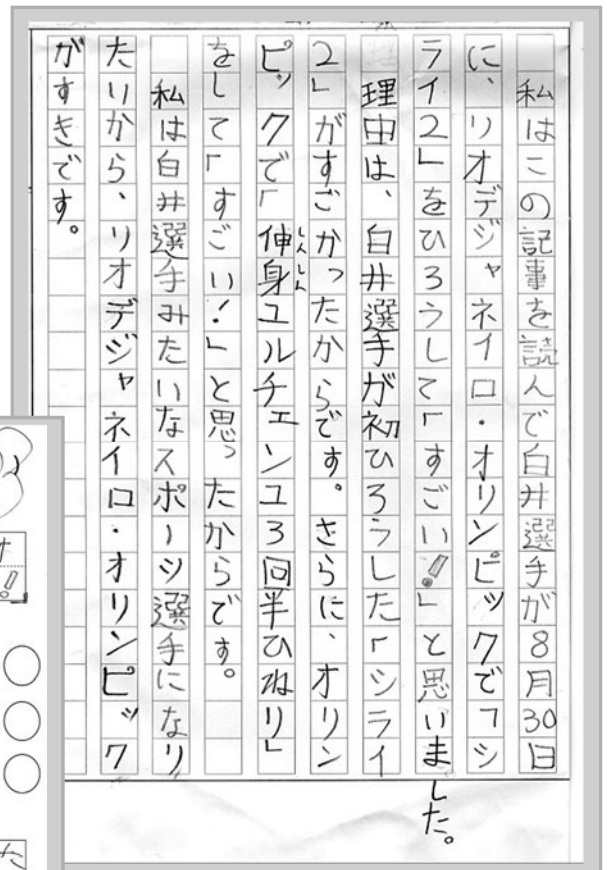 私はこの記事を読んで白井選手が8月30日
に、リオデジャネイロ・オリンピックで「シ
ライ2」をひろうして「すごい!」と思いました。
理由は、白井選手が初ひろうした「シライ
2」がすごかったからです。さらに、オリン
ピックで「伸身ユルチェンコ3回半ひねり」
しんしん
をして「すごい!」と思ったからです。
私は白井選手みたいなスポーツ選手になり
たいから、リオデジャネイロ・オリンピック
がすきです。